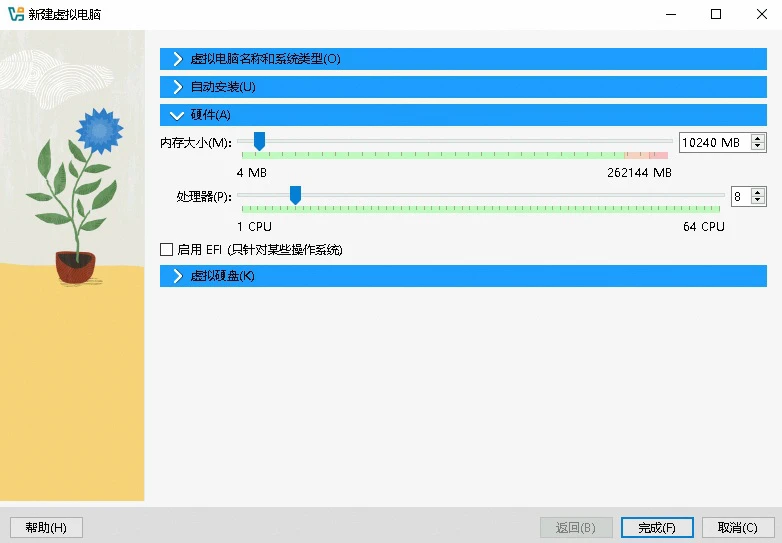 新建虚拟电脑
虚拟电脑名称和系统类型(O)
自动安装(U)
硬件(A)
内存大小(M): 10240 MB
4 MB 262144 MB
处理器(P): 8
1 CPU 64 CPU
启用 EFI (只针对某些操作系统)
虚拟硬盘(K)
帮助(H) 返回(B) 完成(F) 取消(C)